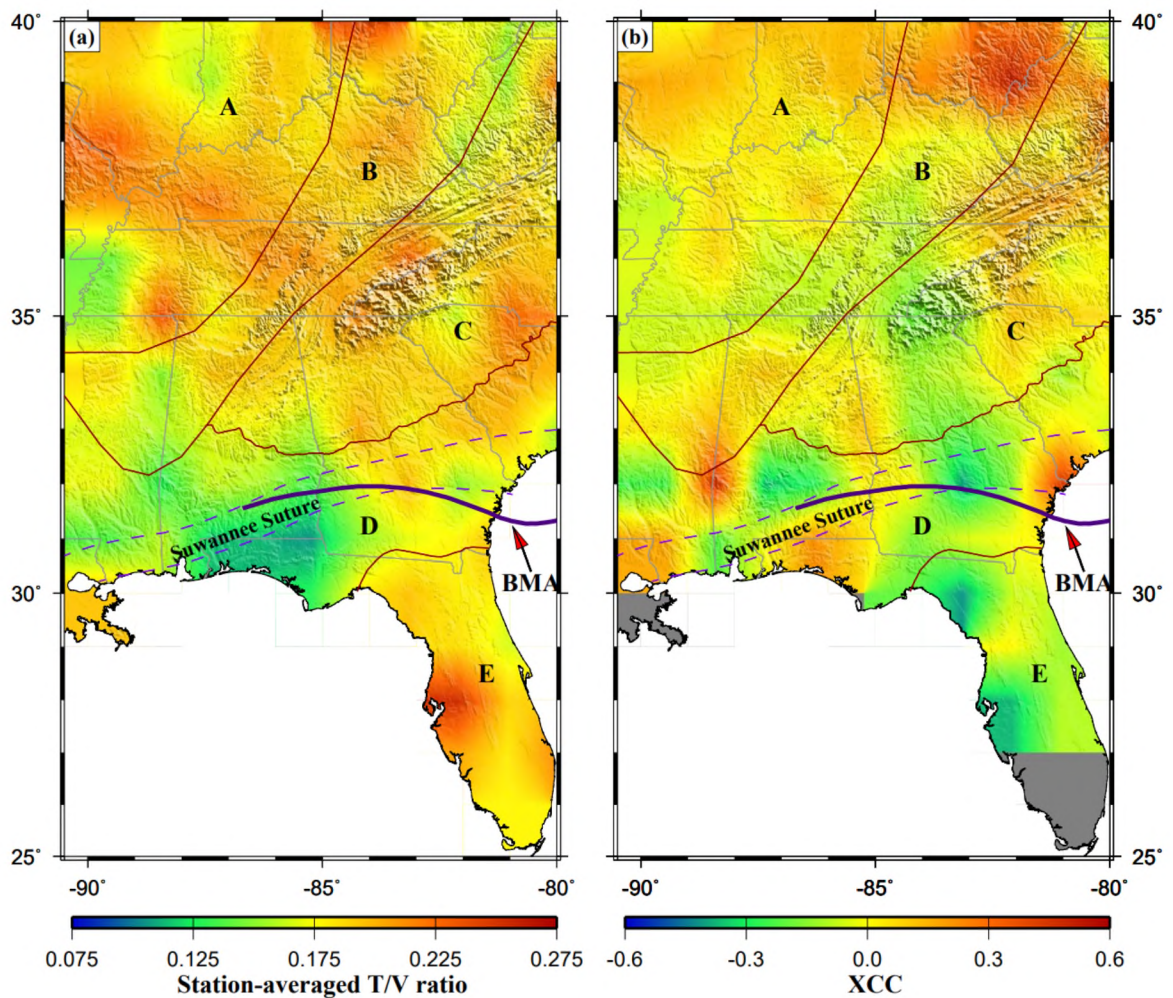 40˚
(a)
(b)
40˚
A
A
B
B
35˚
35˚
C
C
Suwannee Suture
D
Suwannee Suture
D
BMA
BMA
30˚
30˚
E
E
25˚
25˚
-90˚
-85˚
-80˚
-90˚
-85˚
-80˚
0.075
0.125
0.175
0.225
0.275
-0.6
-0.3
0.0
0.3
0.6
Station-averaged T/V ratio
XCC